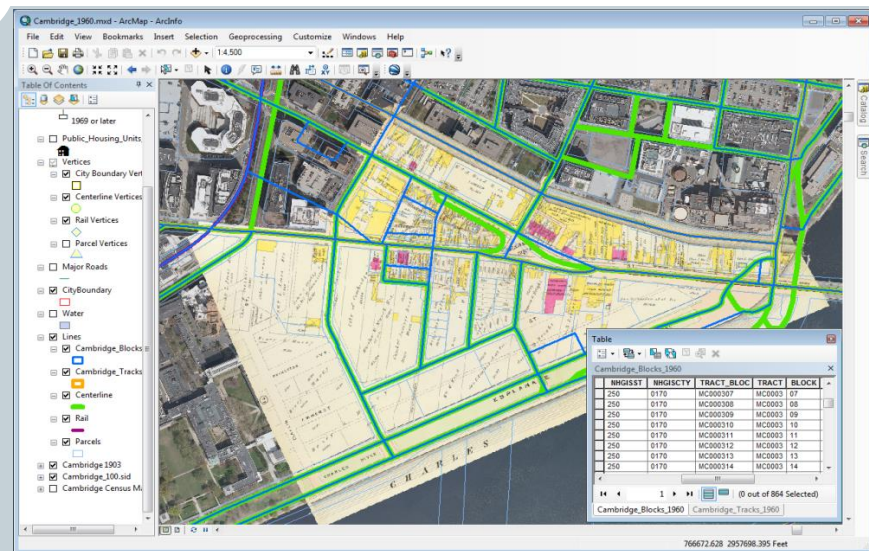 Cambridge_1960.mxd - ArcMap - ArcInfo
File Edit View Bookmarks Insert Selection Geoprocessing Customize Windows Help
1:4,500
Table Of Contents
1969 or later
Public_Housing_Units_
Vertices
City Boundary Vert
Centerline Vertices
Rail Vertices
Parcel Vertices
Major Roads
CityBoundary
Water
Lines
Cambridge_Blocks
Cambridge_Tracks
Centerline
Rail
Parcels
Cambridge 1903
Cambridge_100.sid
Cambridge Census Ma
Catalog
Search
ESPLANADE
CHARLES
Table
Cambridge_Blocks_1960
NHGISST NHGISCTY TRACT_BLOC TRACT BLOCK
250 0170 MC000307 MC0003 07
250 0170 MC000308 MC0003 08
250 0170 MC000309 MC0003 09
250 0170 MC000310 MC0003 10
250 0170 MC000311 MC0003 11
250 0170 MC000312 MC0003 12
250 0170 MC000313 MC0003 13
250 0170 MC000314 MC0003 14
1 (0 out of 864 Selected)
Cambridge_Blocks_1960 Cambridge_Tracks_1960
766672.628 2957698.395 Feet